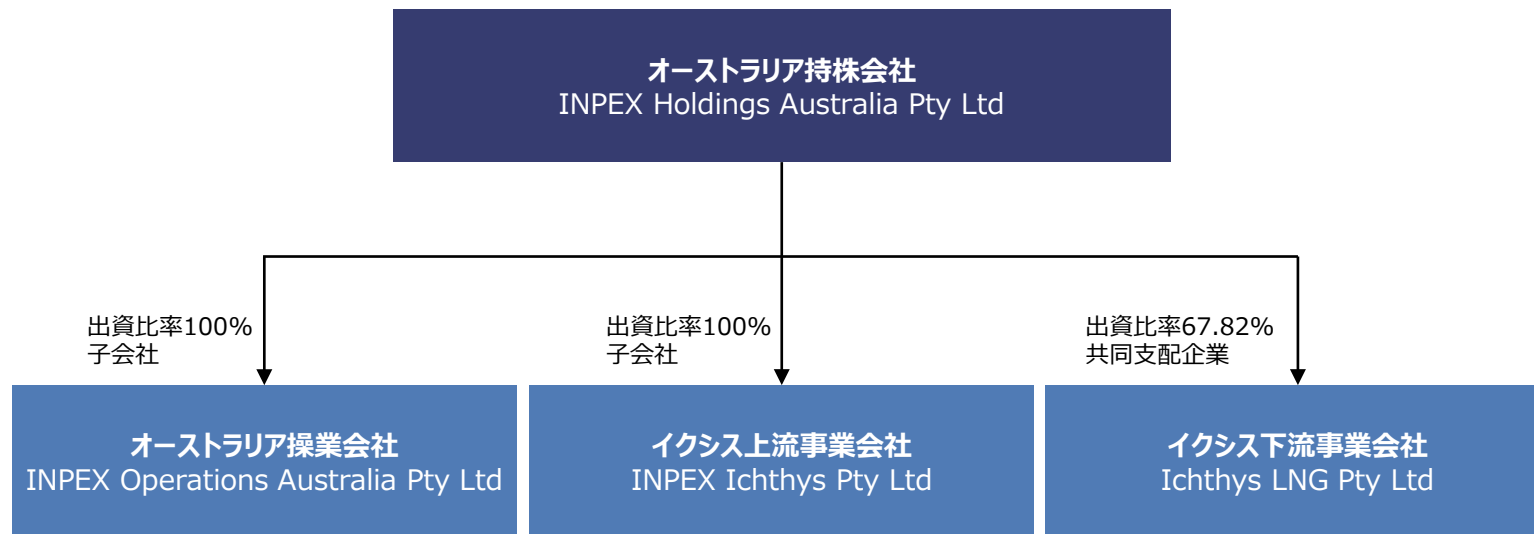 オーストラリア持株会社
INPEX Holdings Australia Pty Ltd
出資比率100%
子会社
出資比率100%
子会社
出資比率67.82%
共同支配企業
オーストラリア操業会社
INPEX Operations Australia Pty Ltd
イクシス上流事業会社
INPEX Ichthys Pty Ltd
イクシス下流事業会社
Ichthys LNG Pty Ltd